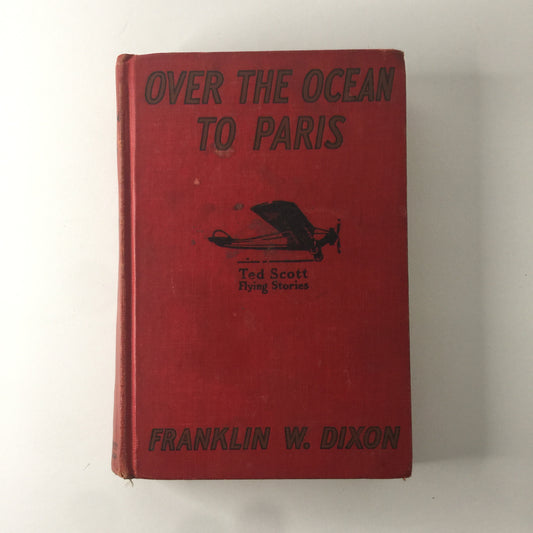 OVER THE OCEAN
TO PARIS
Ted Scott
Flying Stories
FRANKLIN W. DIXON